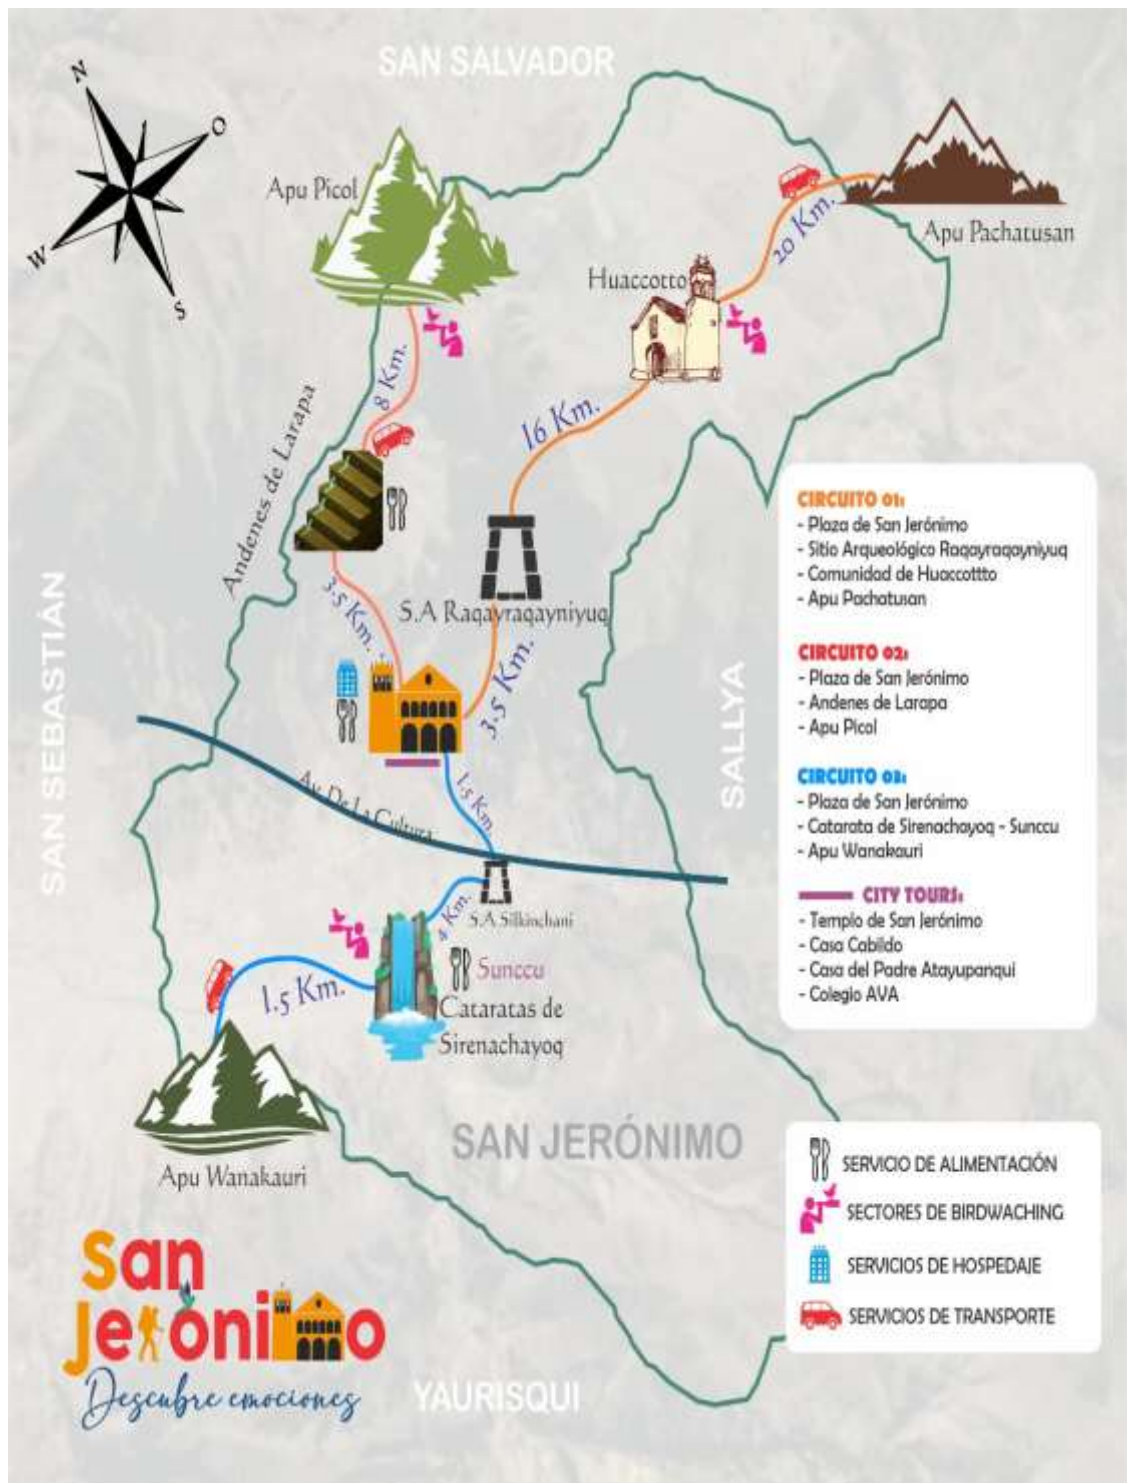 SAN SALVADOR
N
O
W
S
Apu Picol
Apu Pachatusan
20 Km.
Huaccotto
8 Km.
16 Km.
Andenes de Larapa
S.A Raqayraqayniyuq
3.5 Km.
3.5 Km.
SAN SEBASTIÁN
SALLYA
Av. De La Cultura
1.5 Km.
S.A Silkinchani
4 Km.
Sunccu
1.5 Km.
Cataratas de
Sirenachayoq
Apu Wanakauri
SAN JERÓNIMO
YAURISQUI
CIRCUITO 01:
- Plaza de San Jerónimo
- Sitio Arqueológico Raqayraqayniyuq
- Comunidad de Huaccottto
- Apu Pachatusan
CIRCUITO 02:
- Plaza de San Jerónimo
- Andenes de Larapa
- Apu Picol
CIRCUITO 03:
- Plaza de San Jerónimo
- Catarata de Sirenachayoq - Sunccu
- Apu Wanakauri
CITY TOURS:
- Templo de San Jerónimo
- Casa Cabildo
- Casa del Padre Atayupanqui
- Colegio AVA
SERVICIO DE ALIMENTACIÓN
SECTORES DE BIRDWACHING
SERVICIOS DE HOSPEDAJE
SERVICIOS DE TRANSPORTE
San
Jerónimo
Descubre emociones